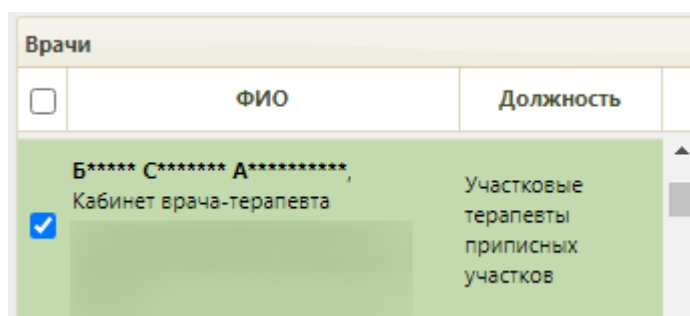 Врачи
ФИО
Должность
Б***** С******* А**********,
Кабинет врача-терапевта
Участковые
терапевты
приписных
участков